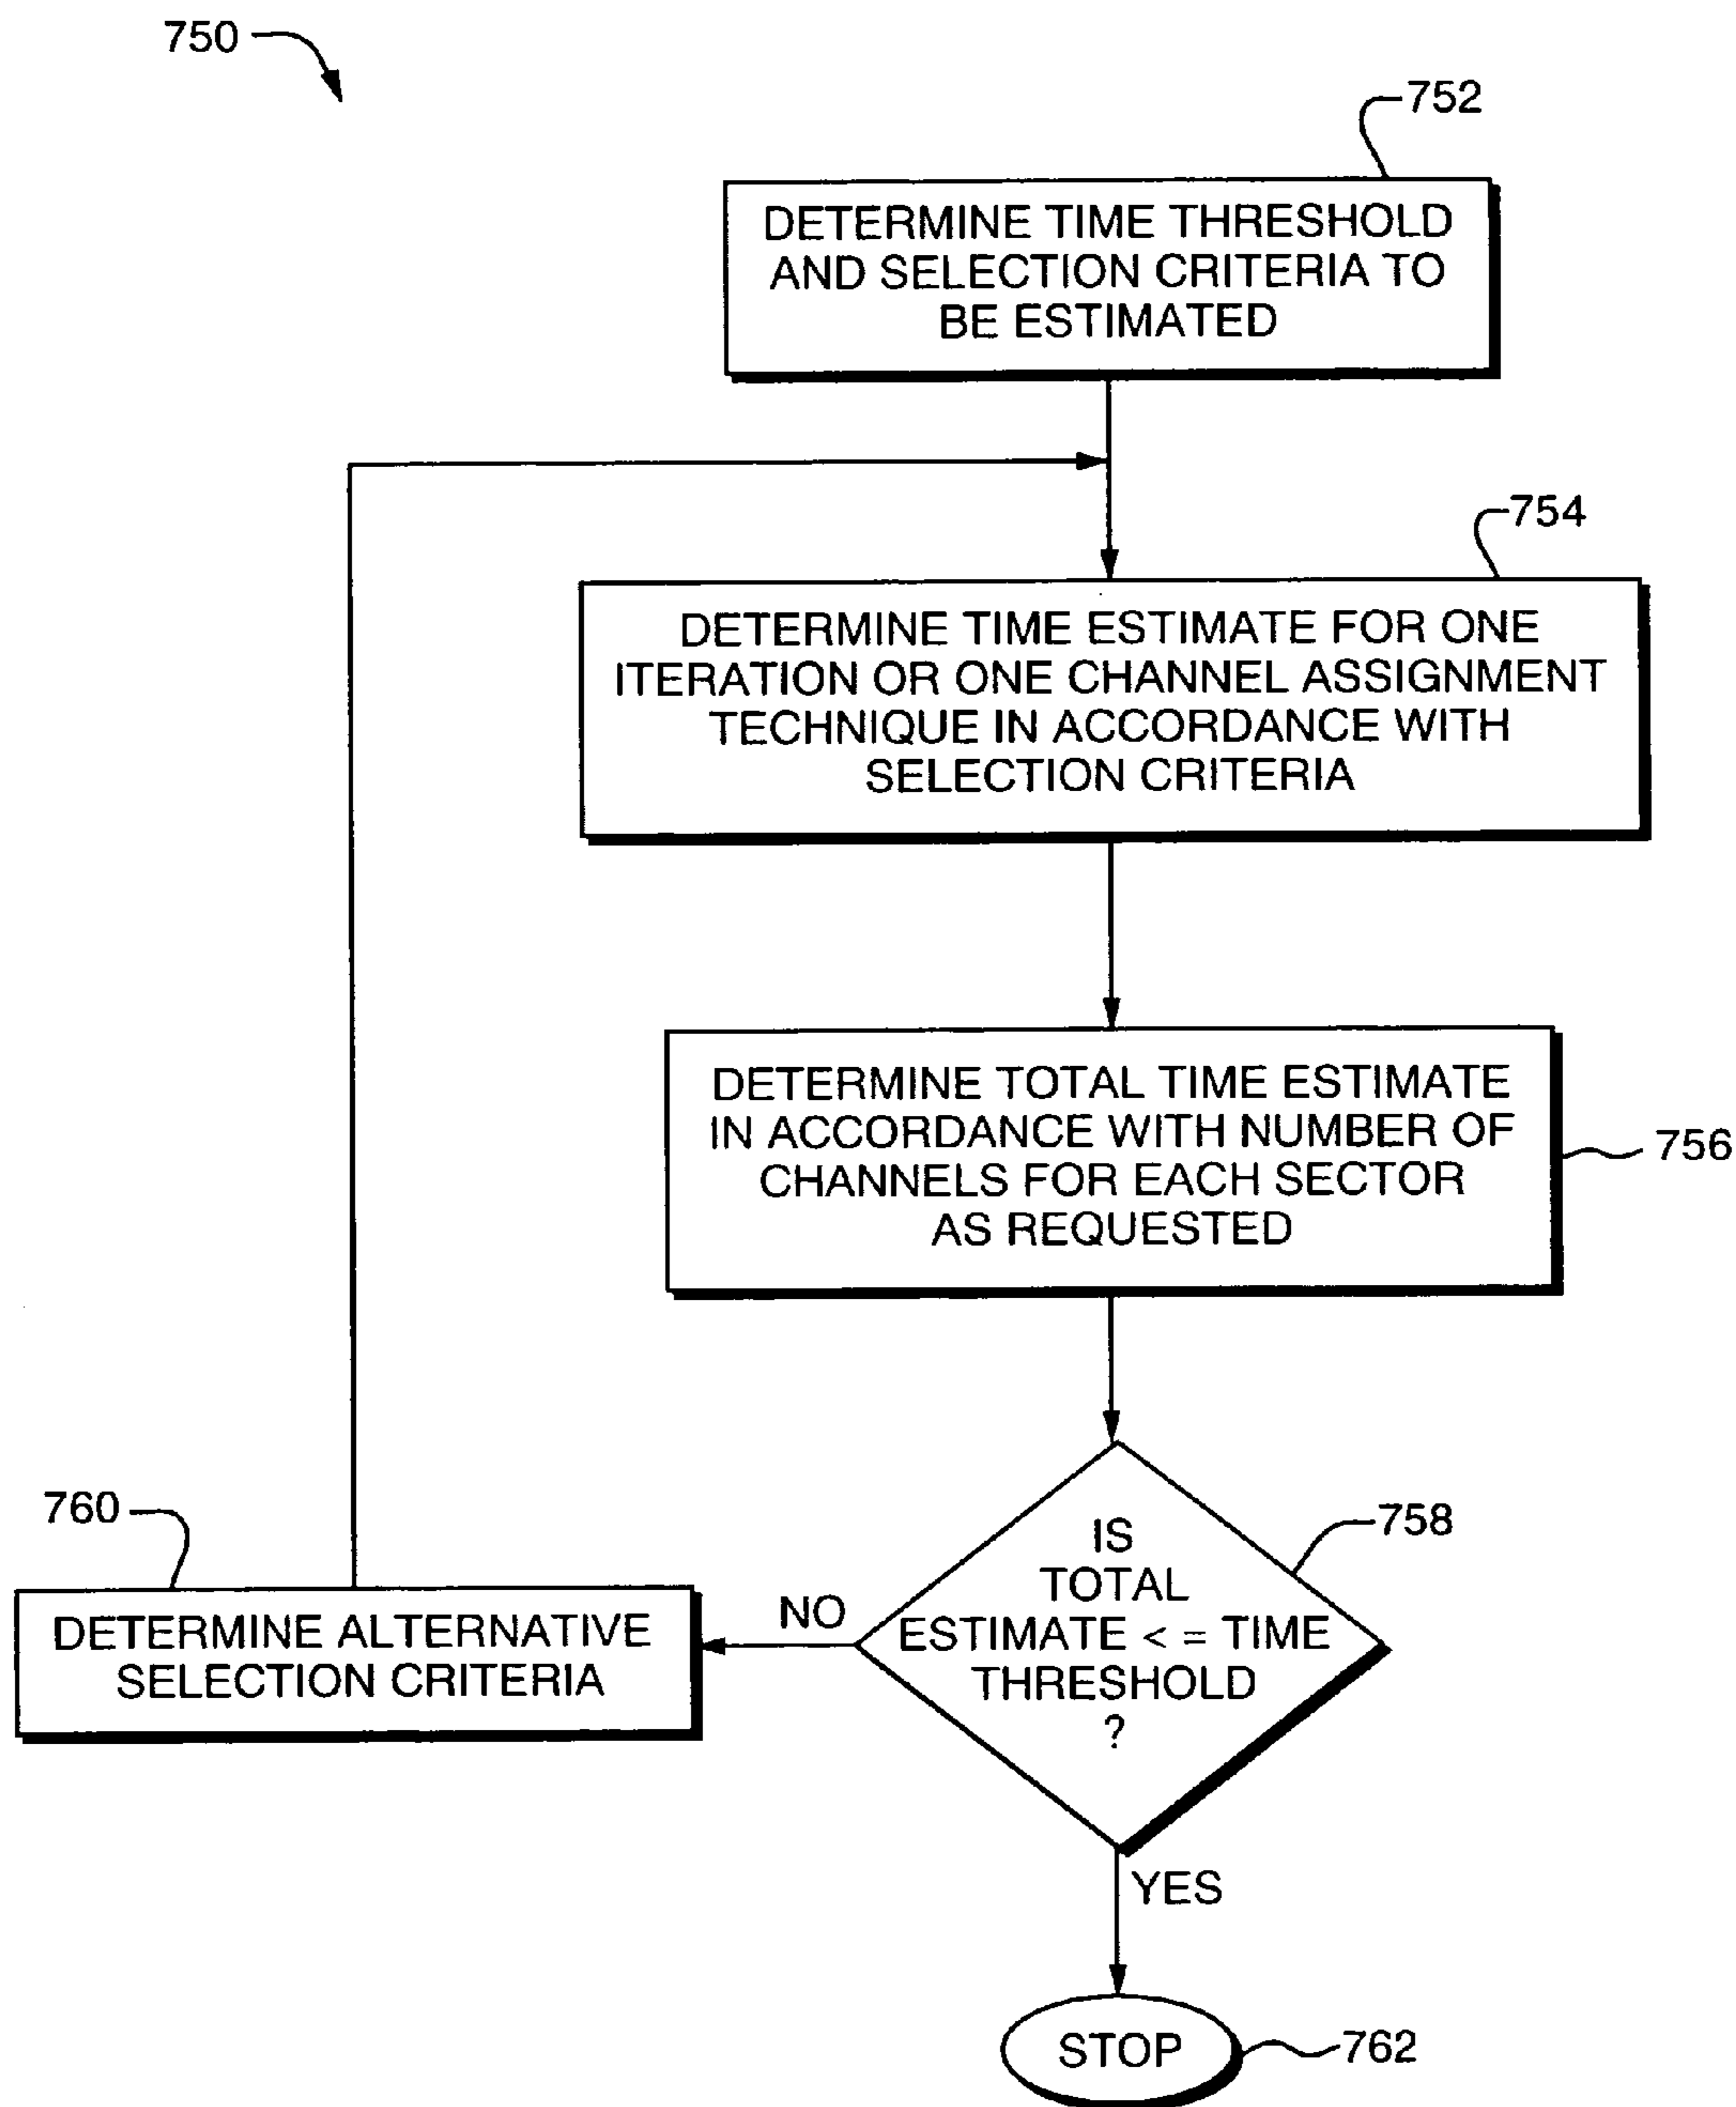 750
752
DETERMINE TIME THRESHOLD
AND SELECTION CRITERIA TO
BE ESTIMATED
754
DETERMINE TIME ESTIMATE FOR ONE
ITERATION OR ONE CHANNEL ASSIGNMENT
TECHNIQUE IN ACCORDANCE WITH
SELECTION CRITERIA
DETERMINE TOTAL TIME ESTIMATE
IN ACCORDANCE WITH NUMBER OF
CHANNELS FOR EACH SECTOR
AS REQUESTED
756
760
758
IS
TOTAL
ESTIMATE < = TIME
THRESHOLD
?
NO
DETERMINE ALTERNATIVE
SELECTION CRITERIA
YES
STOP
762